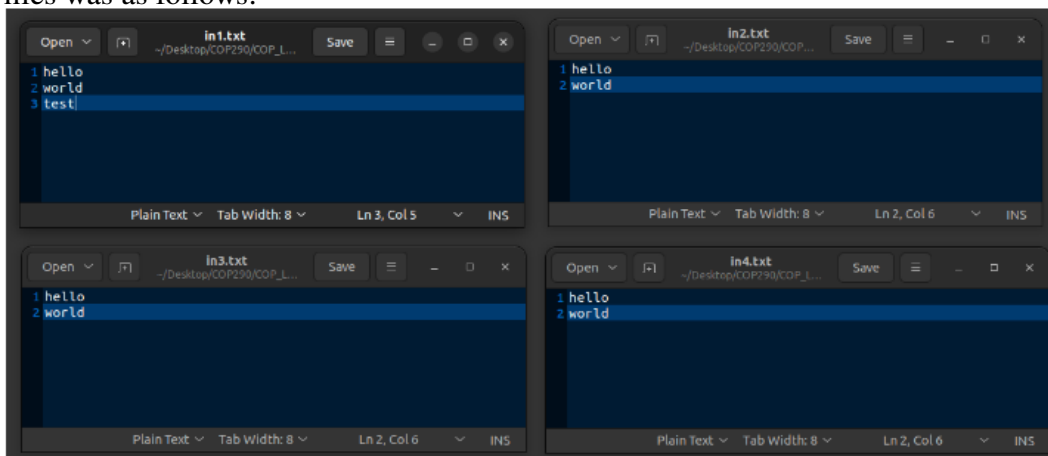 in1.txt
Open Save
~/Desktop/COP290/COP_L...
1 hello
2 world
3 test
Plain Text Tab Width: 8 Ln 3, Col 5 INS
in2.txt
Open Save
~/Desktop/COP290/COP...
1 hello
2 world
Plain Text Tab Width: 8 Ln 2, Col 6 INS
in3.txt
Open Save
~/Desktop/COP290/COP_L...
1 hello
2 world
Plain Text Tab Width: 8 Ln 2, Col 6 INS
in4.txt
Open Save
~/Desktop/COP290/COP_L...
1 hello
2 world
Plain Text Tab Width: 8 Ln 2, Col 6 INS